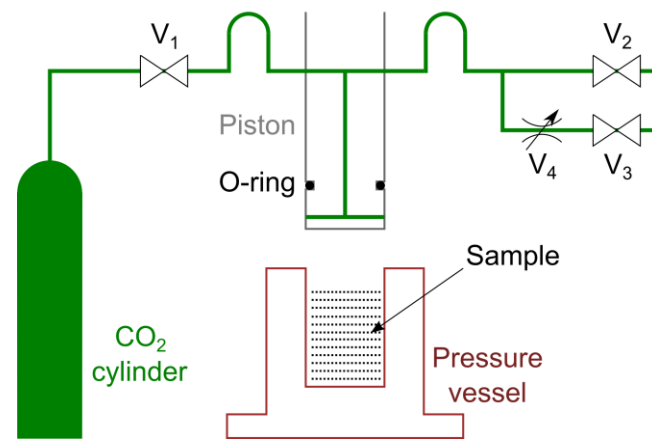 V₁
V₂
Piston
V₄
V₃
O-ring
Sample
CO₂
cylinder
Pressure
vessel